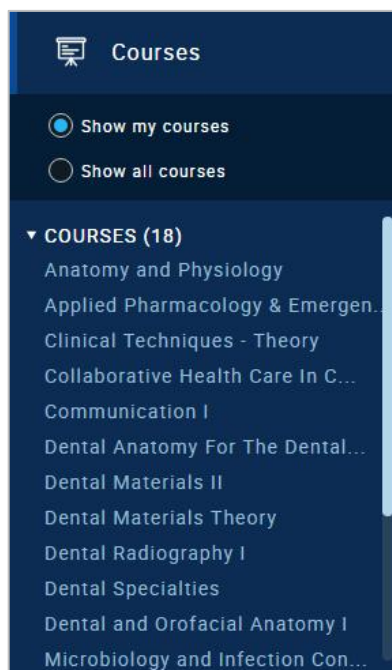 Courses
Show my courses
Show all courses
COURSES (18)
Anatomy and Physiology
Applied Pharmacology & Emergen...
Clinical Techniques - Theory
Collaborative Health Care In C...
Communication I
Dental Anatomy For The Dental...
Dental Materials II
Dental Materials Theory
Dental Radiography I
Dental Specialties
Dental and Orofacial Anatomy I
Microbiology and Infection Con...